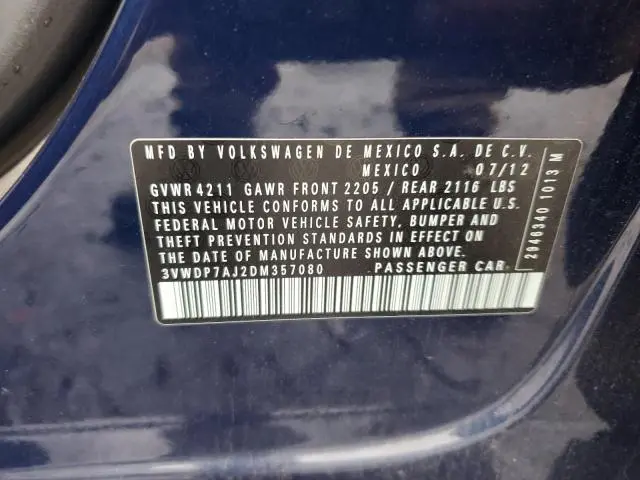 MFD BY VOLKSWAGEN DE MEXICO S.A. DE C.V.
MEXICO 07/12
GVWR 4211 GAWR FRONT 2205 / REAR 2116 LBS
THIS VEHICLE CONFORMS TO ALL APPLICABLE U.S.
FEDERAL MOTOR VEHICLE SAFETY, BUMPER AND
THEFT PREVENTION STANDARDS IN EFFECT ON
THE DATE OF MANUFACTURE SHOWN ABOVE.
3VWDP7AJ2DM357080 PASSENGER CAR
2946340 1013 M